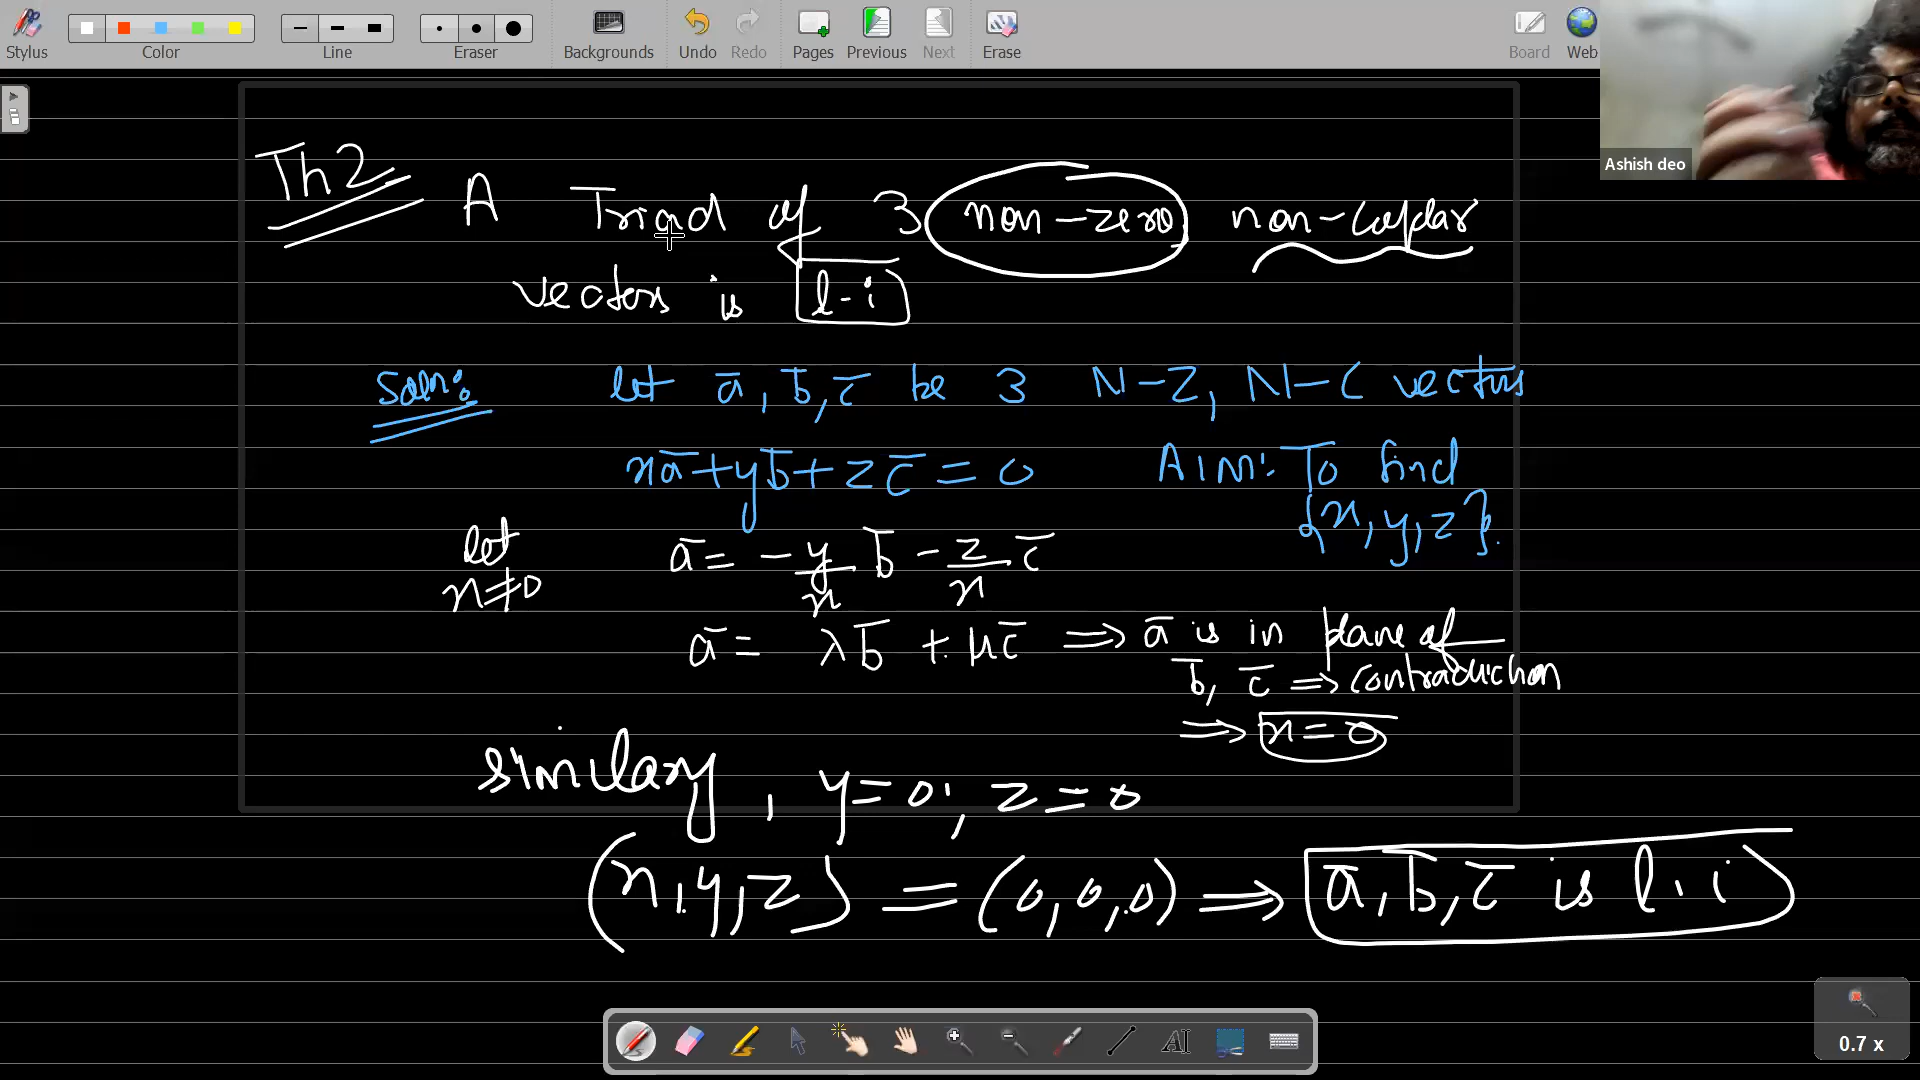 Stylus Color Line Eraser Backgrounds Undo Redo Pages Previous Next Erase Board Web
Ashish deo
Th2 A Triad of 3 non-zero non-coplar
vectors is l.i
Soln: let a̅, b̅, c̅ be 3 N-Z, N-C vectors
xa̅ + yb̅ + zc̅ = 0 AIM: To find
{x, y, z}.
let x≠0 a̅ = -y/x b̅ - z/x c̅
a̅ = λb̅ + μc̅ ⟹ a̅ is in plane of
b̅, c̅ ⟹ contradiction
⟹ x = 0
similary, y = 0; z = 0
(x, y, z) = (0, 0, 0) ⟹ a̅, b̅, c̅ is l.i
0.7 x